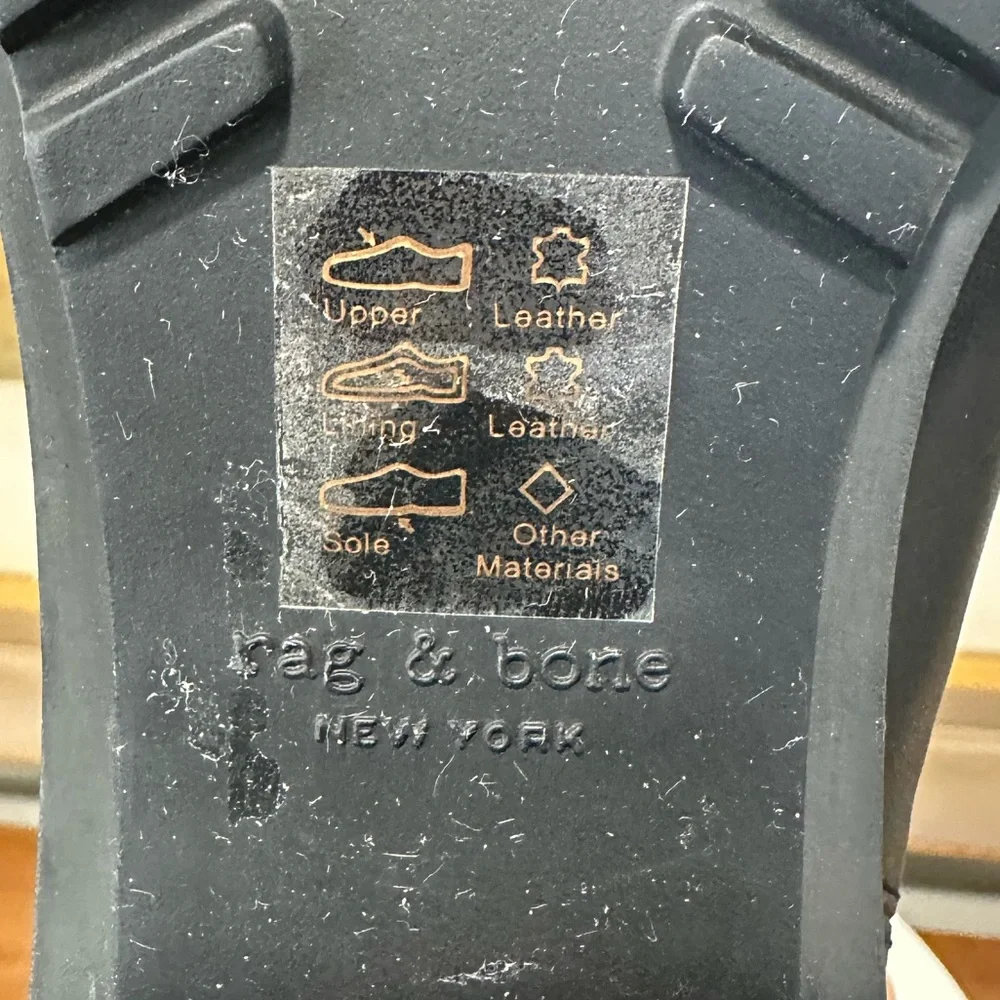 Upper Leather
Lining Leather
Sole Other
Materials
rag & bone
NEW YORK